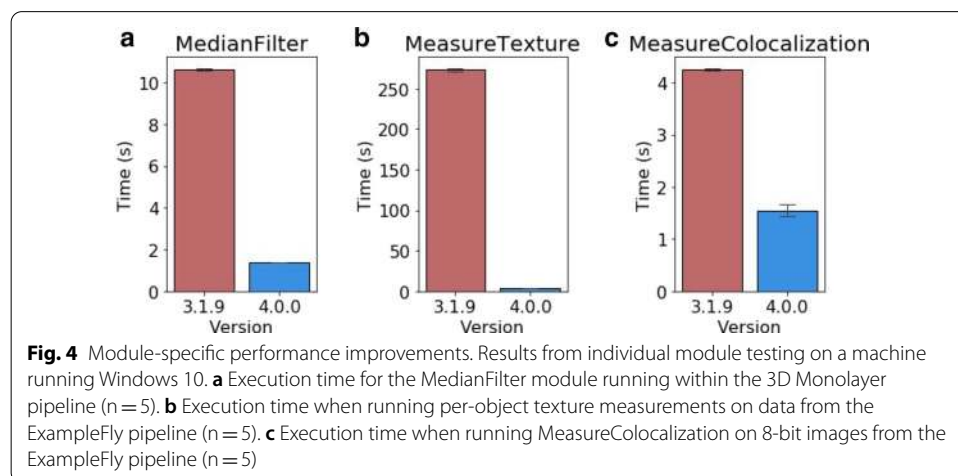 a MedianFilter
b MeasureTexture
c MeasureColocalization
Time (s)
10
8
6
4
2
0
3.1.9 4.0.0
Version
Time (s)
250
200
150
100
50
0
3.1.9 4.0.0
Version
Time (s)
4
3
2
1
0
3.1.9 4.0.0
Version
Fig. 4 Module-specific performance improvements. Results from individual module testing on a machine
running Windows 10. a Execution time for the MedianFilter module running within the 3D Monolayer
pipeline (n = 5). b Execution time when running per-object texture measurements on data from the
ExampleFly pipeline (n = 5). c Execution time when running MeasureColocalization on 8-bit images from the
ExampleFly pipeline (n = 5)